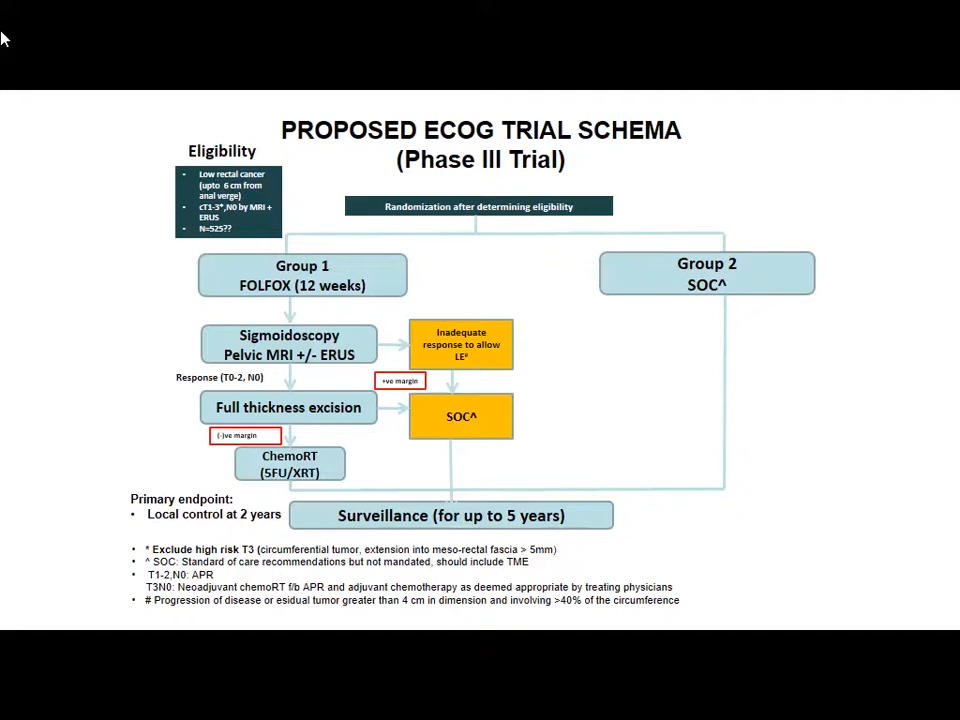 PROPOSED ECOG TRIAL SCHEMA
(Phase III Trial)
Eligibility
• Low rectal cancer
(upto 6 cm from
anal verge)
• cT1-3*,N0 by MRI +
ERUS
• N=525??
Randomization after determining eligibility
Group 1
FOLFOX (12 weeks)
Group 2
SOC^
Sigmoidoscopy
Pelvic MRI +/- ERUS
Inadequate
response to allow
LE#
Response (T0-2, N0)
+ve margin
Full thickness excision
SOC^
(-)ve margin
ChemoRT
(5FU/XRT)
Primary endpoint:
• Local control at 2 years
Surveillance (for up to 5 years)
• * Exclude high risk T3 (circumferential tumor, extension into meso-rectal fascia > 5mm)
• ^ SOC: Standard of care recommendations but not mandated, should include TME
• T1-2,N0: APR
T3N0: Neoadjuvant chemoRT f/b APR and adjuvant chemotherapy as deemed appropriate by treating physicians
• # Progression of disease or esidual tumor greater than 4 cm in dimension and involving >40% of the circumference